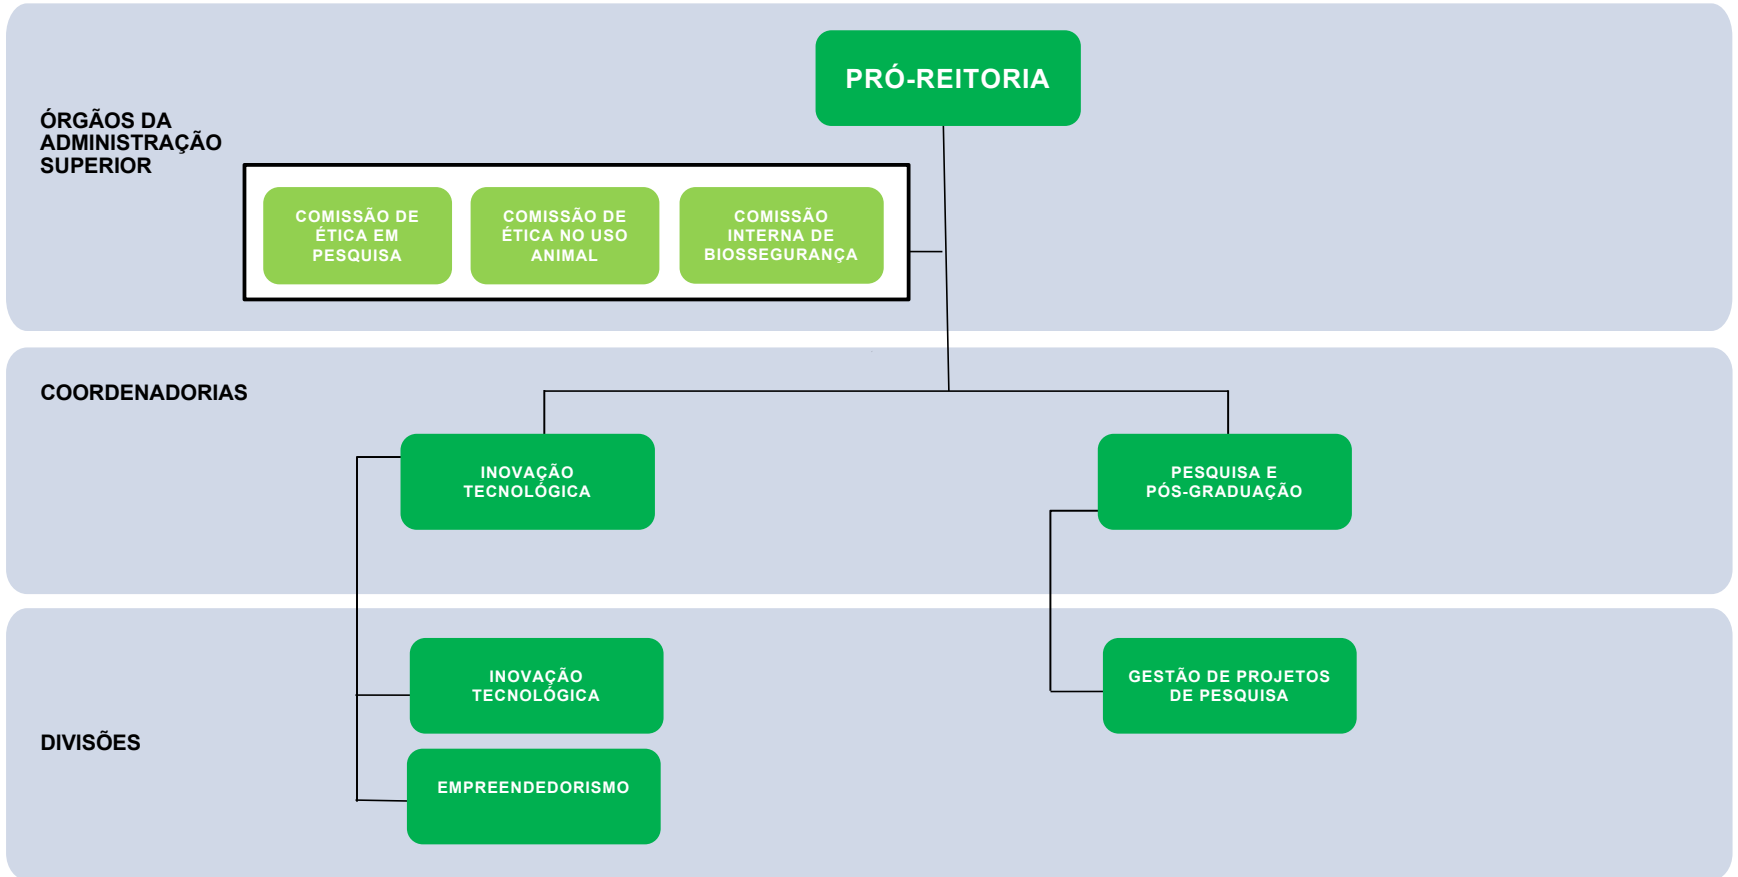 PRÓ-REITORIA
ÓRGÃOS DA
ADMINISTRAÇÃO
SUPERIOR
COMISSÃO DE
ÉTICA EM
PESQUISA
COMISSÃO DE
ÉTICA NO USO
ANIMAL
COMISSÃO
INTERNA DE
BIOSSEGURANÇA
COORDENADORIAS
INOVAÇÃO
TECNOLÓGICA
PESQUISA E
PÓS-GRADUAÇÃO
DIVISÕES
INOVAÇÃO
TECNOLÓGICA
GESTÃO DE PROJETOS
DE PESQUISA
EMPREENDEDORISMO